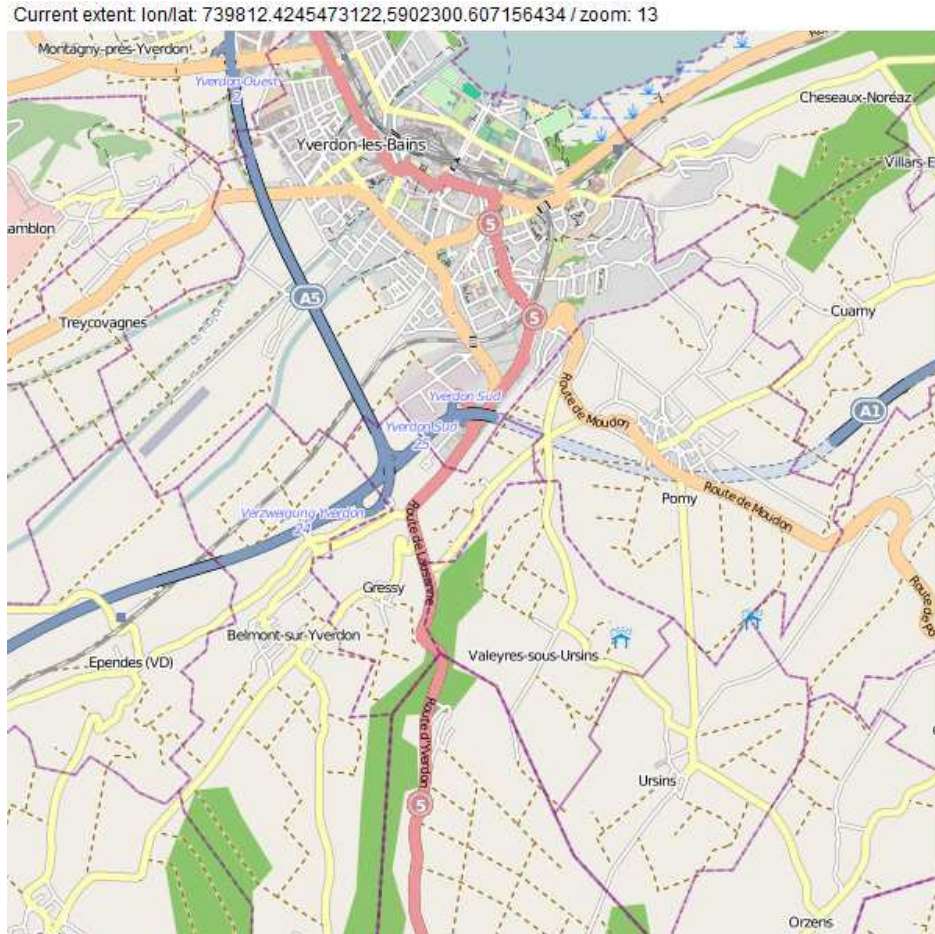 Current extent: lon/lat: 739812.4245473122,5902300.607156434 / zoom: 13
Montagny-près-Yverdon
Yverdon Ouest
2
Cheseaux-Noréaz
Yverdon-les-Bains
Villars-E
amblon
5
A5
5
Cuarny
Treycovagnes
Yverdon Sud
A1
Route de Moudon
Yverdon Sud
25
Pomy
Route de Moudon
Verzweigung Yverdon
24
Route de Lausanne
Gressy
Belmont-sur-Yverdon
Ependes (VD)
Valeyres-sous-Ursins
Route d'Yverdon
Ursins
5
Orzens